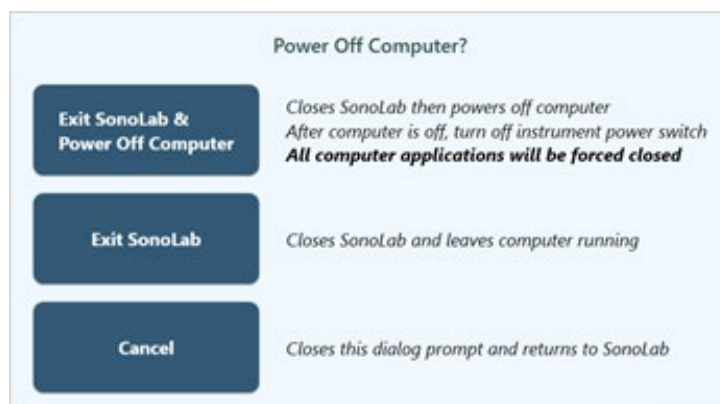 Power Off Computer?
Exit SonoLab &
Power Off Computer
Closes SonoLab then powers off computer
After computer is off, turn off instrument power switch
All computer applications will be forced closed
Exit SonoLab
Closes SonoLab and leaves computer running
Cancel
Closes this dialog prompt and returns to SonoLab